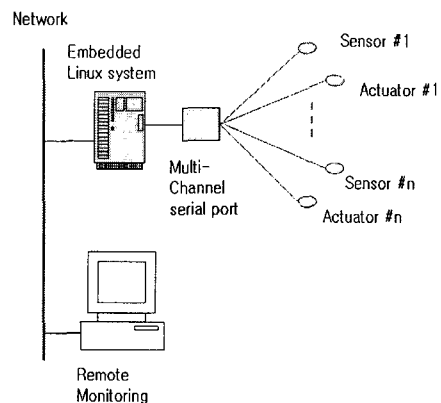 Network
Embedded
Linux system
Sensor #1
Actuator #1
Multi-
Channel
serial port
Sensor #n
Actuator #n
Remote
Monitoring